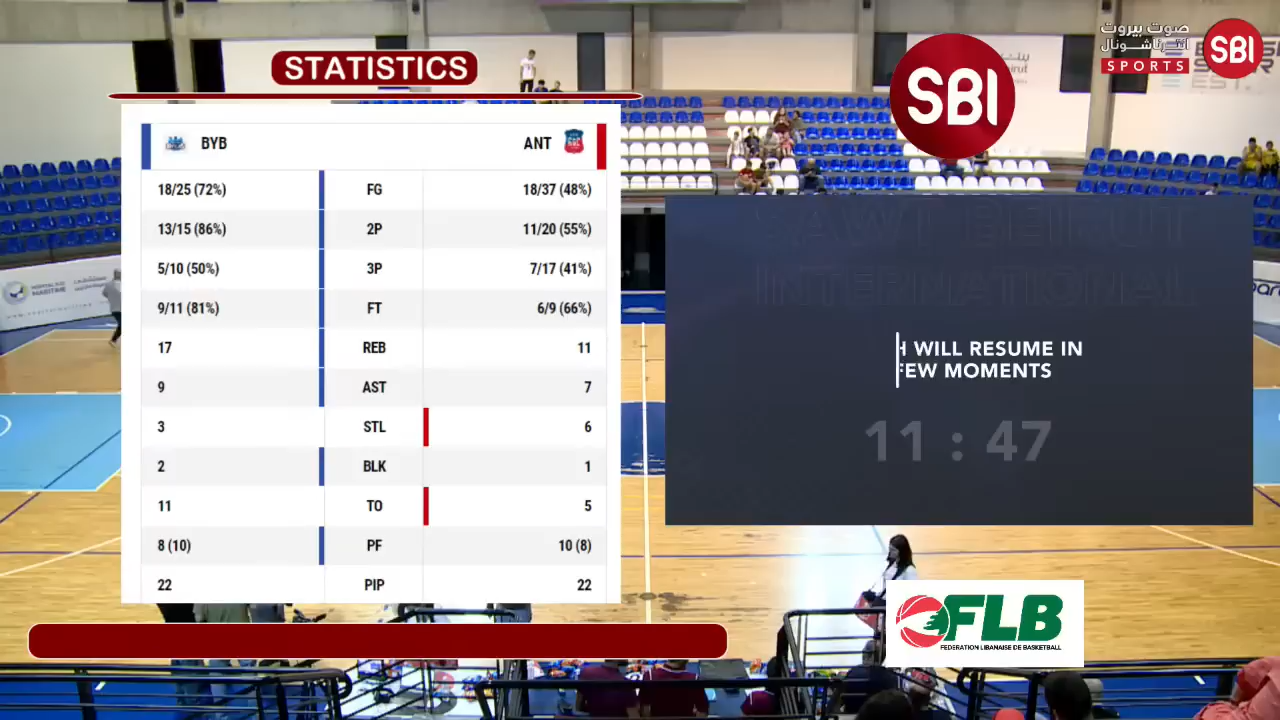 STATISTICS
صوت بيروت
انترناشونال
SPORTS
SBI
SBI
BYB ANT
18/25 (72%) FG 18/37 (48%)
13/15 (86%) 2P 11/20 (55%)
5/10 (50%) 3P 7/17 (41%)
9/11 (81%) FT 6/9 (66%)
17 REB 11
9 AST 7
3 STL 6
2 BLK 1
11 TO 5
8 (10) PF 10 (8)
22 PIP 22
SAWT BEIRUT
INTERNATIONAL
WILL RESUME IN
FEW MOMENTS
11 : 47
FLB
FEDERATION LIBANAISE DE BASKETBALL